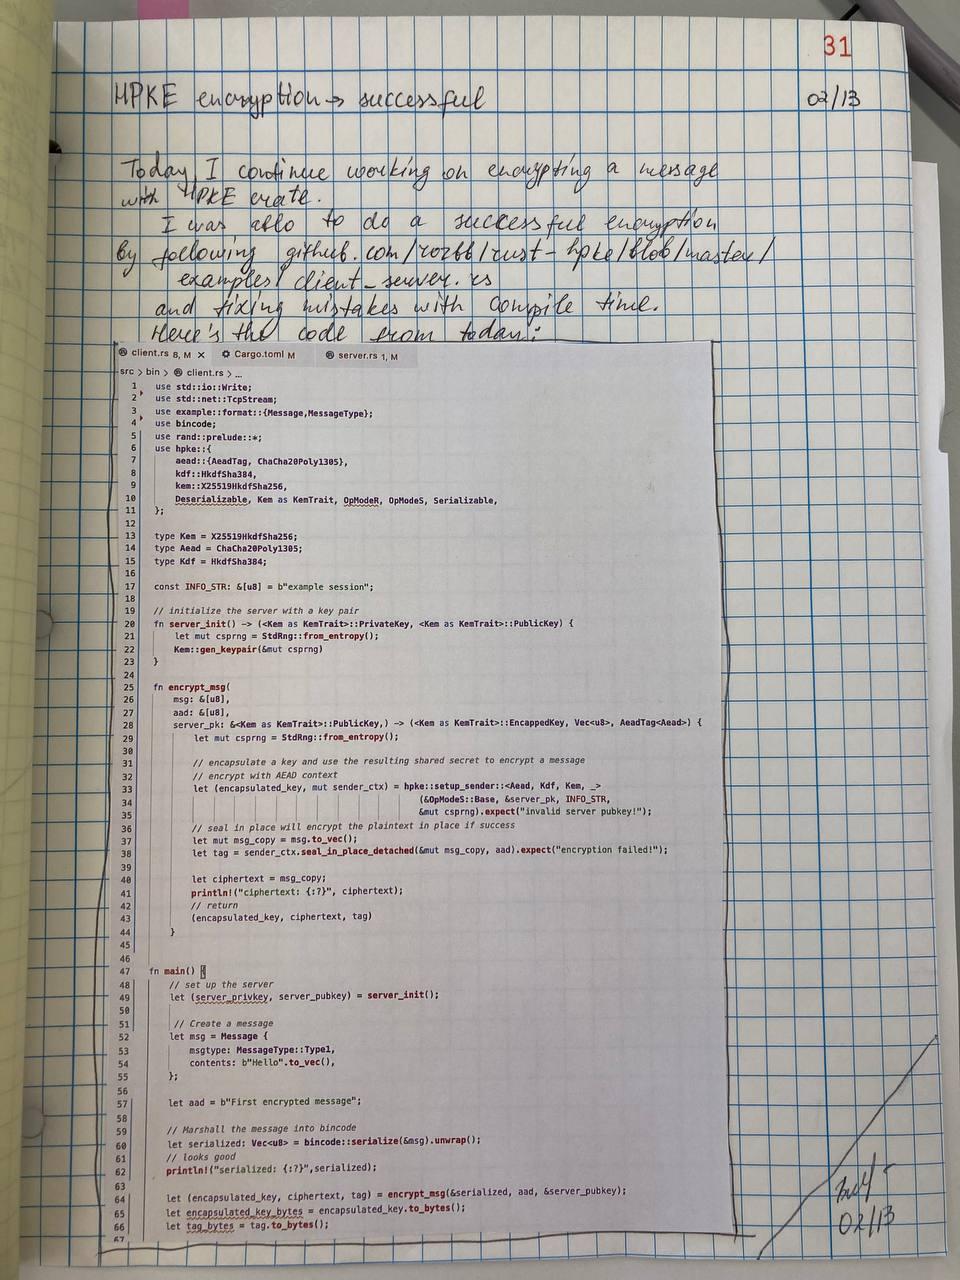 31
HPKE encryption → successful
02/13
Today I continue working on encrypting a message
with HPKE crate.
I was able to do a successful encryption
by following github.com/rozbb/rust-hpke/blob/master/
examples/client_server.rs
and fixing mistakes with compile time.
Here's the code from today:
client.rs 8, M × Cargo.toml M server.rs 1, M
src > bin > client.rs > ...
1 use std::io::Write;
2 use std::net::TcpStream;
3 use example::format::{Message,MessageType};
4 use bincode;
5 use rand::prelude::*;
6 use hpke::{
7 aead::{AeadTag, ChaCha20Poly1305},
8 kdf::HkdfSha384,
9 kem::X25519HkdfSha256,
10 Deserializable, Kem as KemTrait, OpModeR, OpModeS, Serializable,
11 };
12
13 type Kem = X25519HkdfSha256;
14 type Aead = ChaCha20Poly1305;
15 type Kdf = HkdfSha384;
16
17 const INFO_STR: &[u8] = b"example session";
18
19 // initialize the server with a key pair
20 fn server_init() -> (<Kem as KemTrait>::PrivateKey, <Kem as KemTrait>::PublicKey) {
21 let mut csprng = StdRng::from_entropy();
22 Kem::gen_keypair(&mut csprng)
23 }
24
25 fn encrypt_msg(
26 msg: &[u8],
27 aad: &[u8],
28 server_pk: &<Kem as KemTrait>::PublicKey,) -> (<Kem as KemTrait>::EncappedKey, Vec<u8>, AeadTag<Aead>) {
29 let mut csprng = StdRng::from_entropy();
30
31 // encapsulate a key and use the resulting shared secret to encrypt a message
32 // encrypt with AEAD context
33 let (encapsulated_key, mut sender_ctx) = hpke::setup_sender::<Aead, Kdf, Kem, _>
34 (&OpModeS::Base, &server_pk, INFO_STR,
35 &mut csprng).expect("invalid server pubkey!");
36 // seal in place will encrypt the plaintext in place if success
37 let mut msg_copy = msg.to_vec();
38 let tag = sender_ctx.seal_in_place_detached(&mut msg_copy, aad).expect("encryption failed!");
39
40 let ciphertext = msg_copy;
41 println!("ciphertext: {:?}", ciphertext);
42 // return
43 (encapsulated_key, ciphertext, tag)
44 }
45
46
47 fn main() {
48 // set up the server
49 let (server_privkey, server_pubkey) = server_init();
50
51 // Create a message
52 let msg = Message {
53 msgtype: MessageType::Type1,
54 contents: b"Hello".to_vec(),
55 };
56
57 let aad = b"First encrypted message";
58
59 // Marshall the message into bincode
60 let serialized: Vec<u8> = bincode::serialize(&msg).unwrap();
61 // looks good
62 println!("serialized: {:?}",serialized);
63
64 let (encapsulated_key, ciphertext, tag) = encrypt_msg(&serialized, aad, &server_pubkey);
65 let encapsulated_key_bytes = encapsulated_key.to_bytes();
66 let tag_bytes = tag.to_bytes();
67
02/13